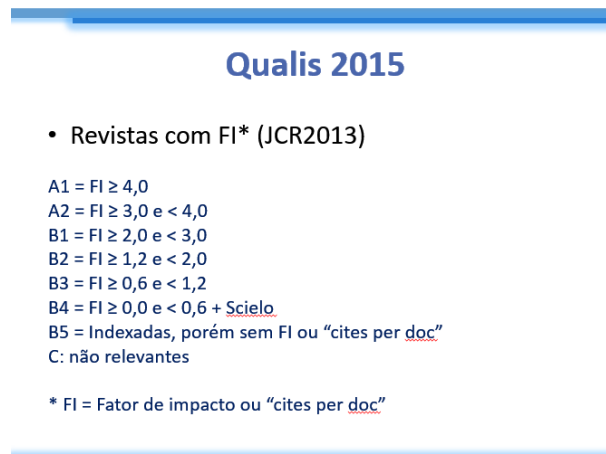 Qualis 2015
• Revistas com FI* (JCR2013)
A1 = FI ≥ 4,0
A2 = FI ≥ 3,0 e < 4,0
B1 = FI ≥ 2,0 e < 3,0
B2 = FI ≥ 1,2 e < 2,0
B3 = FI ≥ 0,6 e < 1,2
B4 = FI ≥ 0,0 e < 0,6 + Scielo
B5 = Indexadas, porém sem FI ou “cites per doc”
C: não relevantes
* FI = Fator de impacto ou “cites per doc”